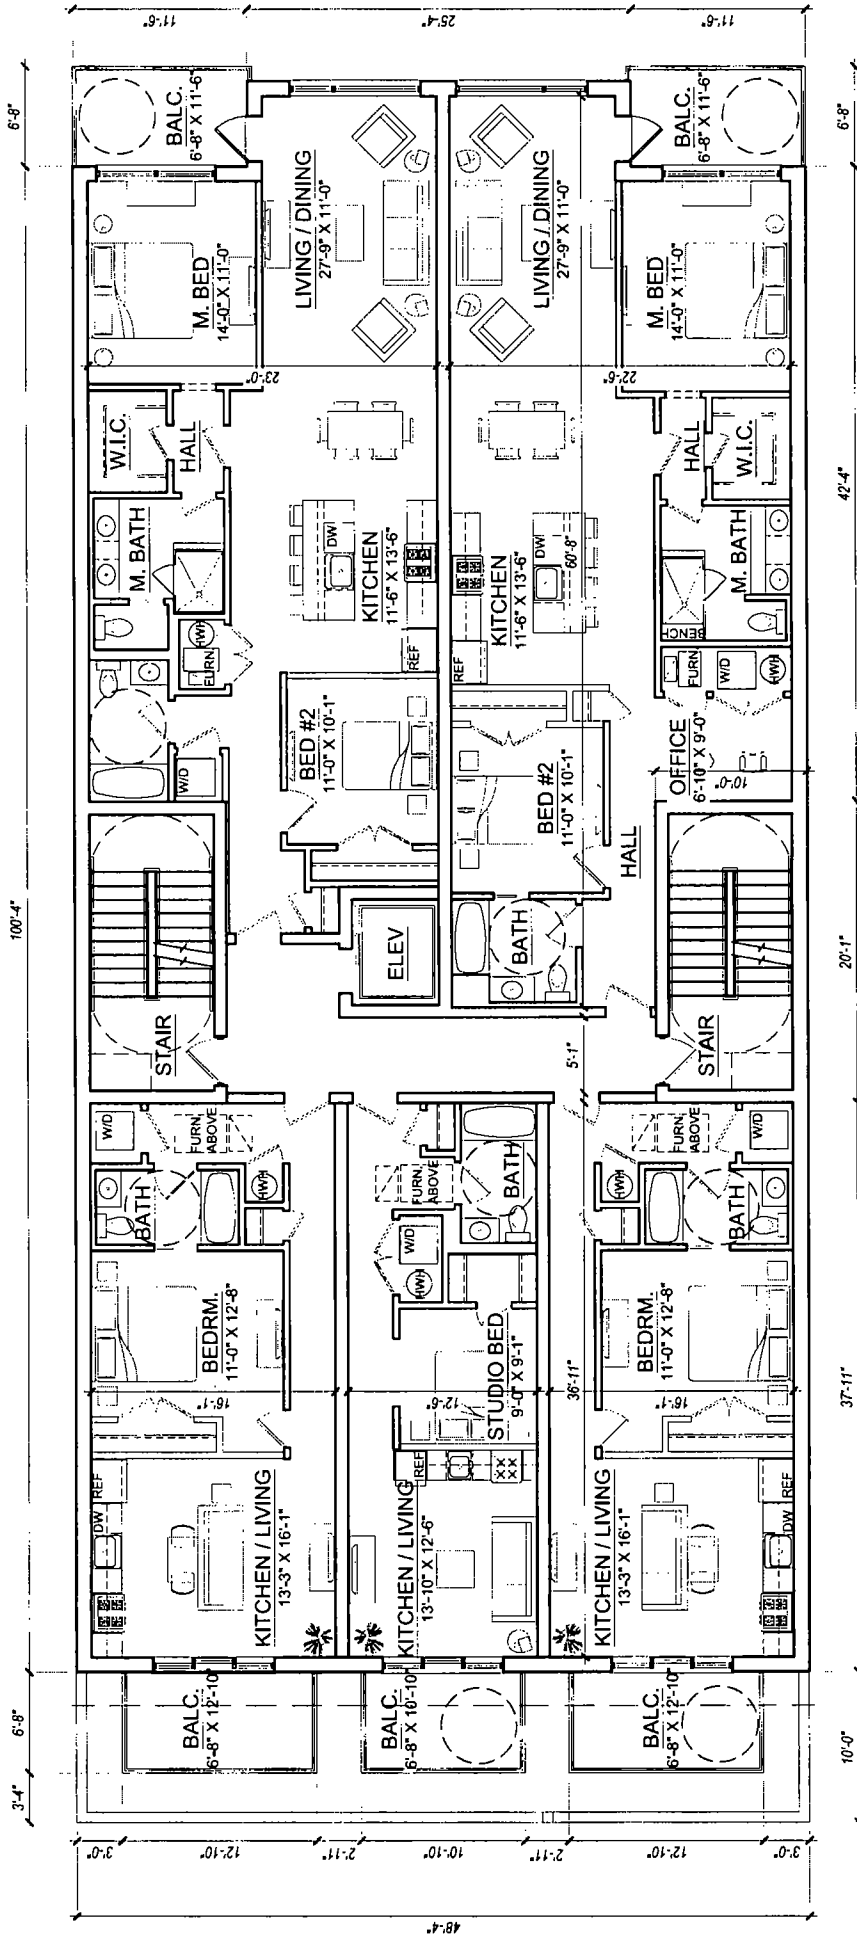 11'-6"
25'-4"
11'-6"
6'-8"
BALC.
6'-8" X 11'-6"
BALC.
6'-8" X 11'-6"
6'-8"
LIVING / DINING
27'-9" X 11'-0"
LIVING / DINING
27'-9" X 11'-0"
M. BED
14'-0" X 11'-0"
M. BED
14'-0" X 11'-0"
23'-0"
22'-6"
W.I.C.
HALL
HALL
W.I.C.
42'-4"
M. BATH
DW
KITCHEN
11'-6" X 13'-6"
KITCHEN
11'-6" X 13'-6"
DW
60'-8"
M. BATH
BENCH
HWH
FURN
REF
REF
FURN
W/D
HWH
BED #2
11'-0" X 10'-1"
W/D
BED #2
11'-0" X 10'-1"
OFFICE
6'-10" X 9'-0"
10'-0"
HALL
100'-4"
ELEV
BATH
20'-1"
STAIR
STAIR
5'-1"
W/D
FURN
ABOVE
FURN
ABOVE
W/D
BATH
HWH
FURN
ABOVE
BATH
HWH
BATH
W/D
HWH
BEDRM.
11'-0" X 12'-8"
STUDIO BED
9'-0" X 9'-1"
BEDRM.
11'-0" X 12'-8"
16'-1"
12'-6"
36'-11"
16'-1"
37'-11"
REF
DW
REF
REF
DW
KITCHEN / LIVING
13'-3" X 16'-1"
KITCHEN / LIVING
13'-10" X 12'-6"
KITCHEN / LIVING
13'-3" X 16'-1"
6'-8"
BALC.
6'-8" X 12'-10"
BALC.
6'-8" X 10'-10"
BALC.
6'-8" X 12'-10"
10'-0"
3'-4"
3'-0"
12'-10"
2'-11"
10'-10"
2'-11"
12'-10"
3'-0"
48'-4"